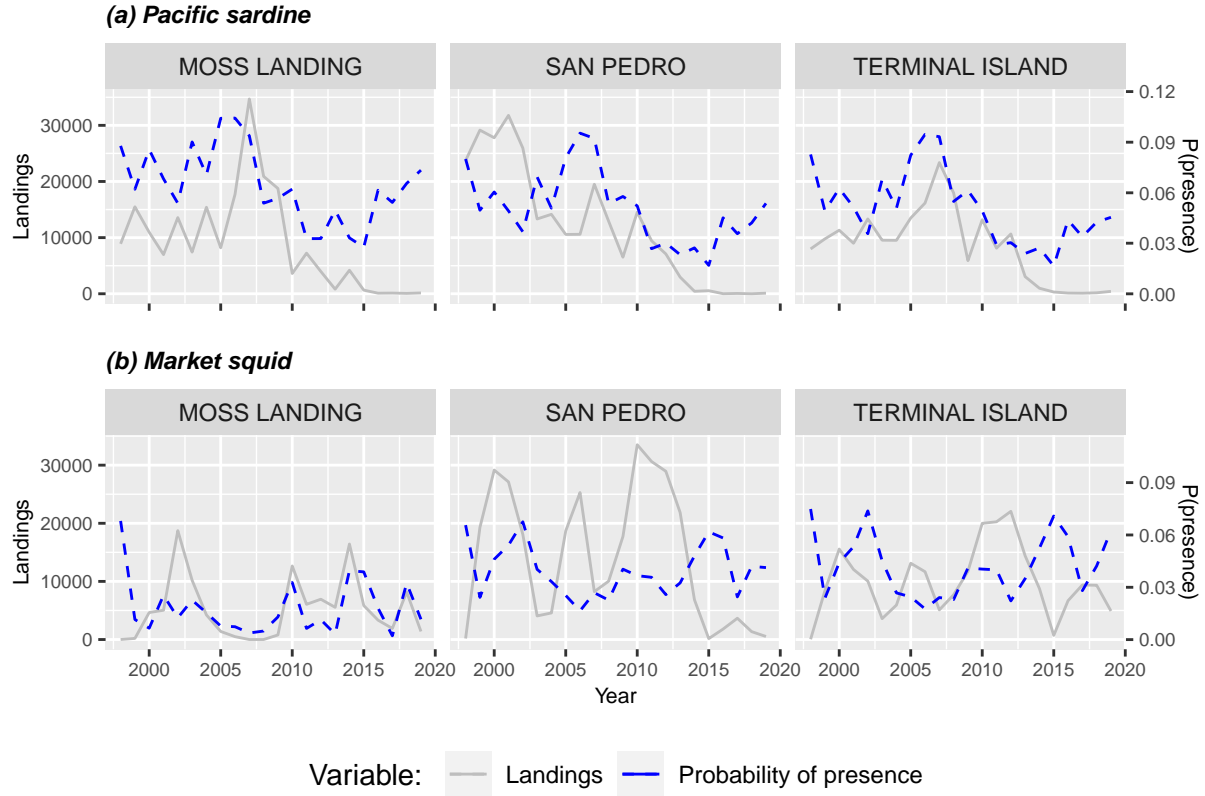 (a) Pacific sardine
MOSS LANDING SAN PEDRO TERMINAL ISLAND
Landings
30000
20000
10000
0
0.12
0.09
0.06
0.03
0.00
P(presence)
(b) Market squid
MOSS LANDING SAN PEDRO TERMINAL ISLAND
Landings
30000
20000
10000
0
0.09
0.06
0.03
0.00
P(presence)
2000 2005 2010 2015 2020 2000 2005 2010 2015 2020 2000 2005 2010 2015 2020
Year
Variable: Landings Probability of presence